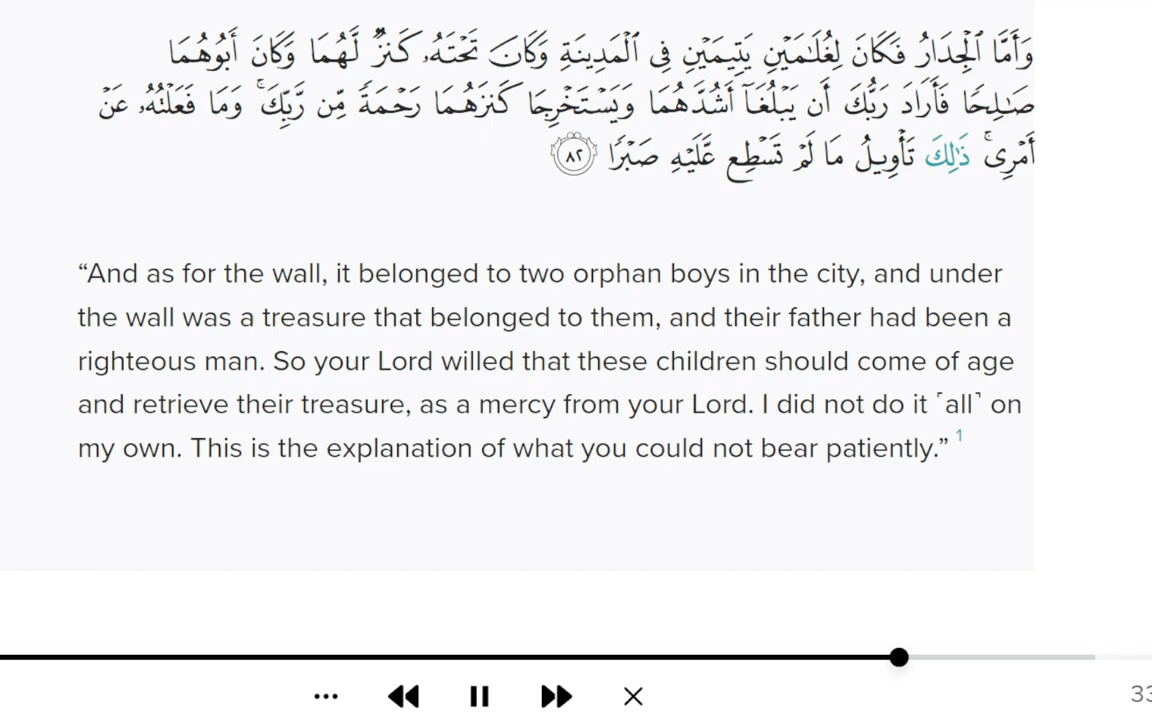 وَأَمَّا ٱلْجِدَارُ فَكَانَ لِغُلَـٰمَيْنِ يَتِيمَيْنِ فِى ٱلْمَدِينَةِ وَكَانَ تَحْتَهُۥ كَنزٌ لَّهُمَا وَكَانَ أَبُوهُمَا
صَـٰلِحًا فَأَرَادَ رَبُّكَ أَن يَبْلُغَآ أَشُدَّهُمَا وَيَسْتَخْرِجَا كَنزَهُمَا رَحْمَةً مِّن رَّبِّكَ ۚ وَمَا فَعَلْتُهُۥ عَنْ
أَمْرِى ۚ ذَٰلِكَ تَأْوِيلُ مَا لَمْ تَسْطِع عَّلَيْهِ صَبْرًا ٨٢
“And as for the wall, it belonged to two orphan boys in the city, and under
the wall was a treasure that belonged to them, and their father had been a
righteous man. So your Lord willed that these children should come of age
and retrieve their treasure, as a mercy from your Lord. I did not do it ˹all˺ on
my own. This is the explanation of what you could not bear patiently.” 1